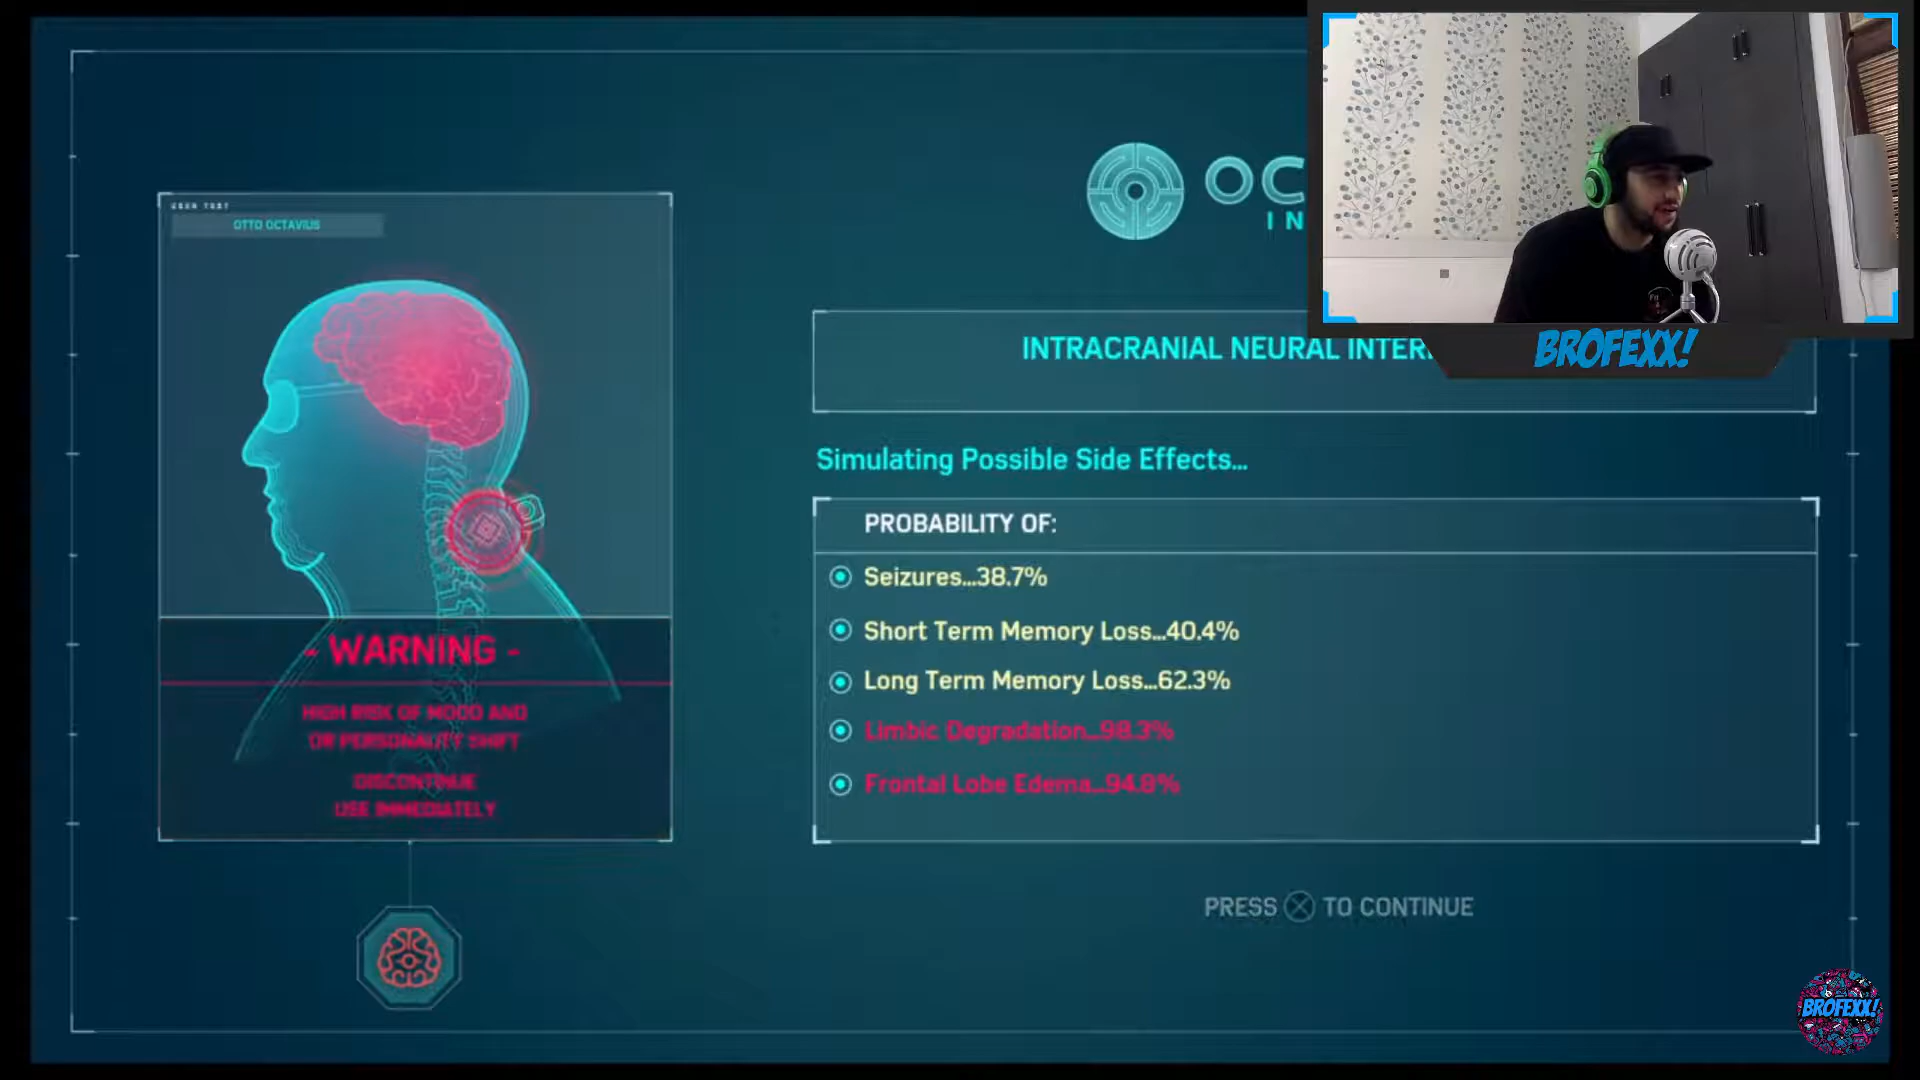 OTTO OCTAVIUS
OC
IN
BROFEXX!
INTRACRANIAL NEURAL INTER
Simulating Possible Side Effects...
PROBABILITY OF:
Seizures...38.7%
Short Term Memory Loss...40.4%
Long Term Memory Loss...62.3%
Limbic Degradation...98.3%
Frontal Lobe Edema...94.8%
- WARNING -
HIGH RISK OF MOOD AND
OR PERSONALITY SHIFT
DISCONTINUE
USE IMMEDIATELY
PRESS ⓧ TO CONTINUE
BROFEXX!